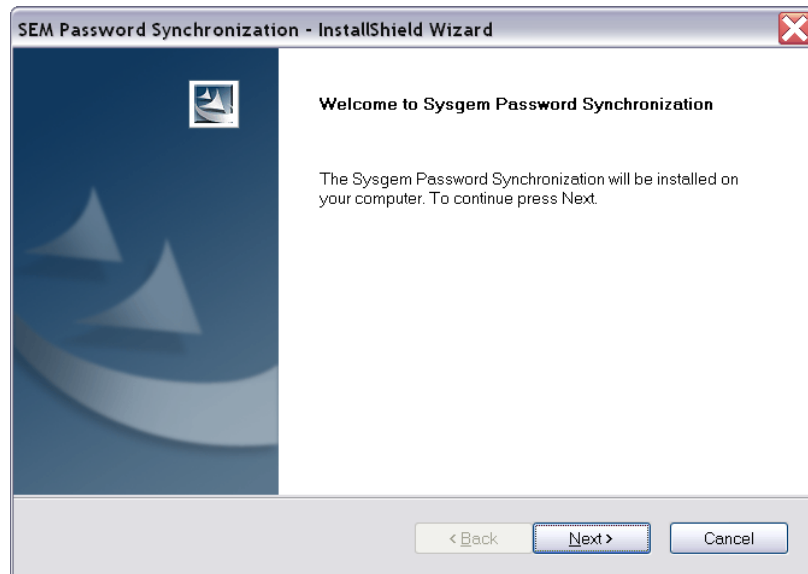 SEM Password Synchronization - InstallShield Wizard
Welcome to Sysgem Password Synchronization
The Sysgem Password Synchronization will be installed on
your computer. To continue press Next.
< Back
Next >
Cancel